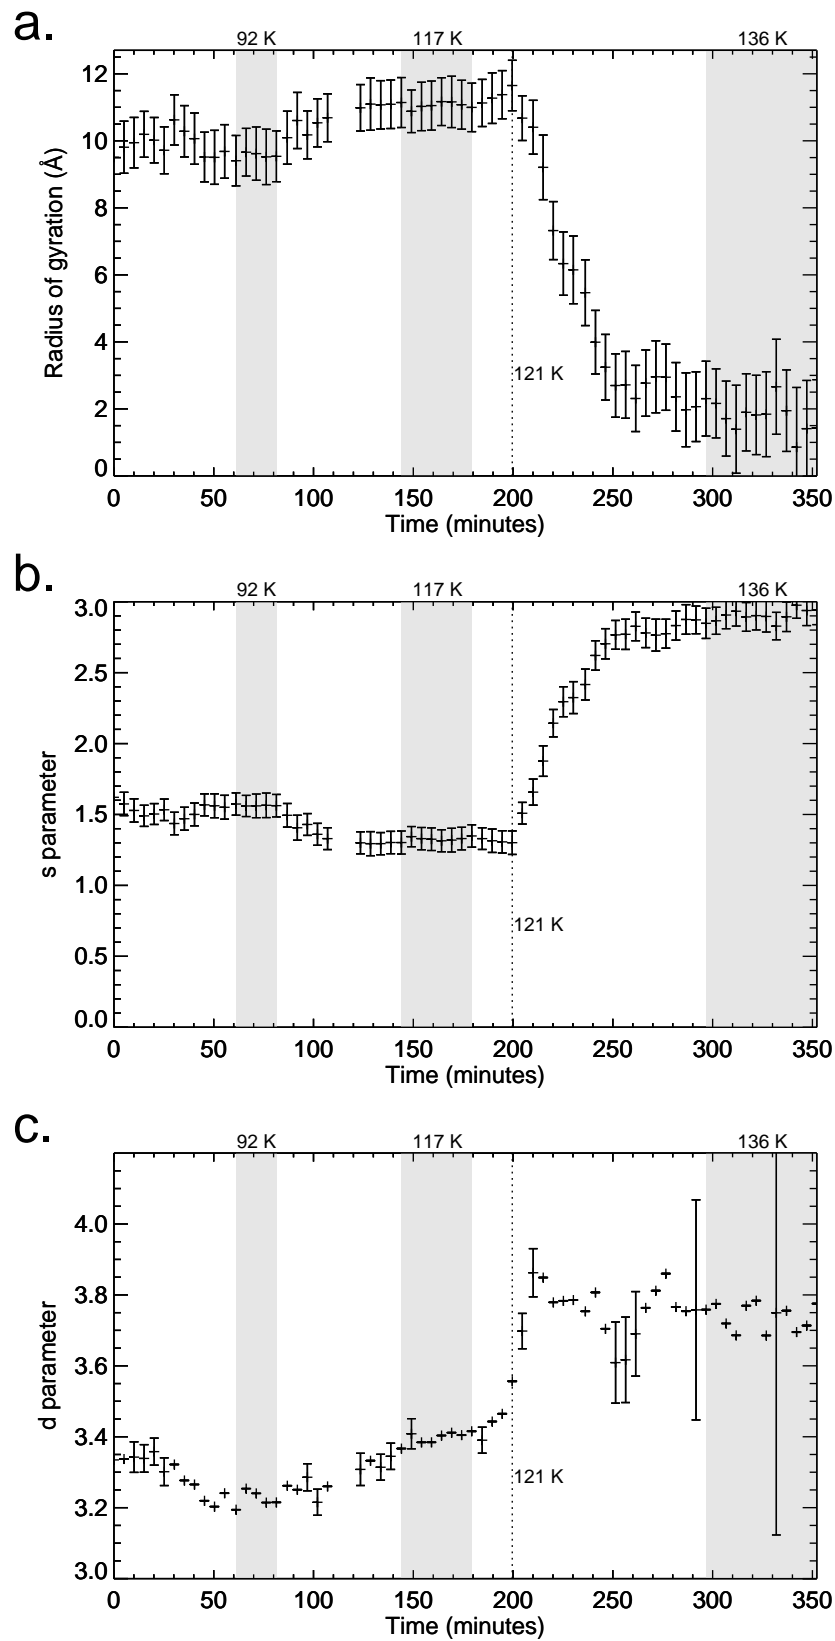 a.
92 K 117 K 136 K
12
10
8
6
4
2
0
Radius of gyration (Å)
121 K
0 50 100 150 200 250 300 350
Time (minutes)
b.
92 K 117 K 136 K
3.0
2.5
2.0
1.5
1.0
0.5
0.0
s parameter
121 K
0 50 100 150 200 250 300 350
Time (minutes)
c.
92 K 117 K 136 K
4.0
3.8
3.6
3.4
3.2
3.0
d parameter
121 K
0 50 100 150 200 250 300 350
Time (minutes)